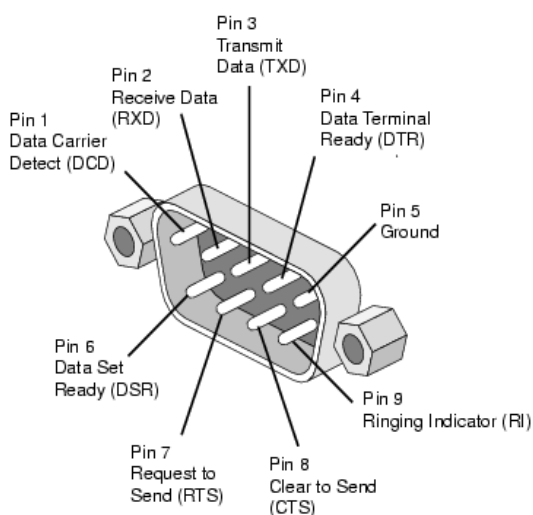 Pin 1
Data Carrier
Detect (DCD)
Pin 2
Receive Data
(RXD)
Pin 3
Transmit
Data (TXD)
Pin 4
Data Terminal
Ready (DTR)
Pin 5
Ground
Pin 6
Data Set
Ready (DSR)
Pin 7
Request to
Send (RTS)
Pin 8
Clear to Send
(CTS)
Pin 9
Ringing Indicator (RI)